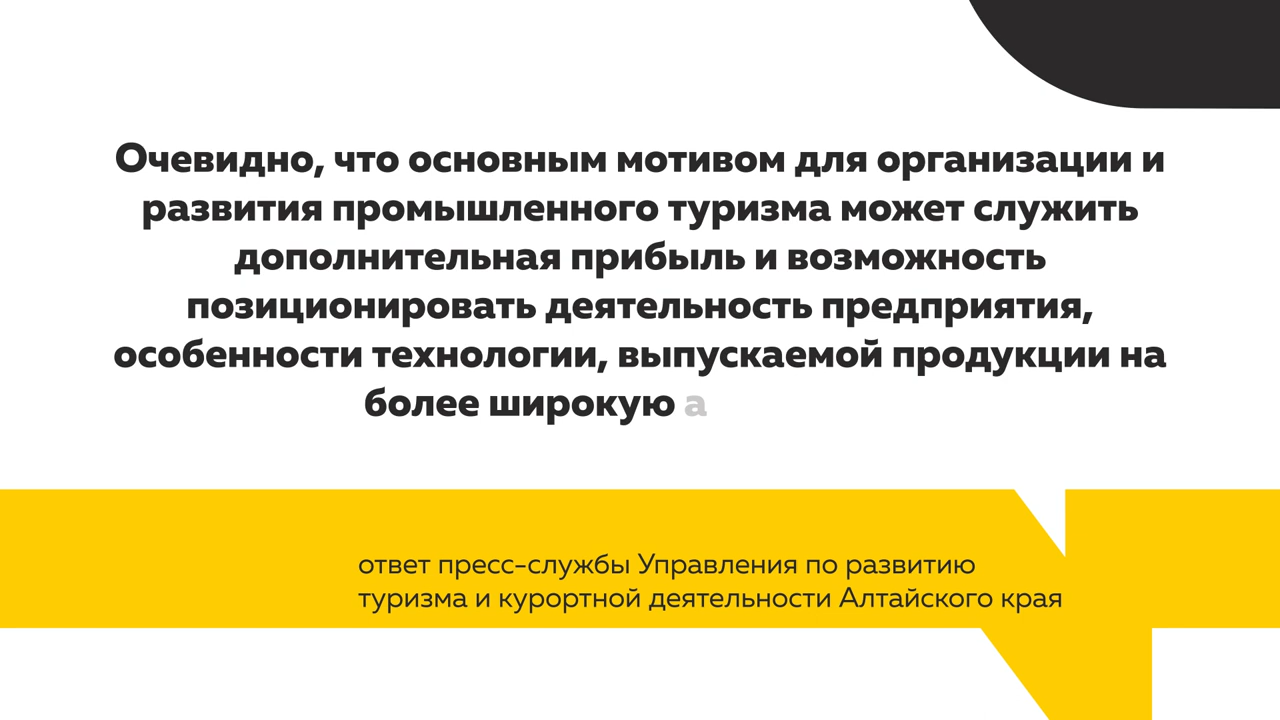 Очевидно, что основным мотивом для организации и
развития промышленного туризма может служить
дополнительная прибыль и возможность
позиционировать деятельность предприятия,
особенности технологии, выпускаемой продукции на
более широкую а
ответ пресс-службы Управления по развитию
туризма и курортной деятельности Алтайского края